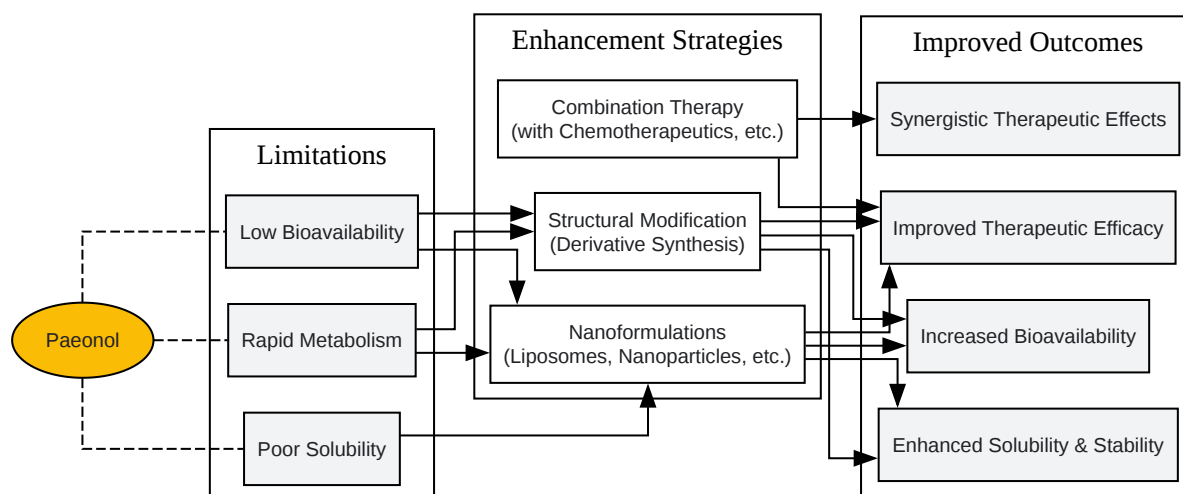 Paeonol
Limitations
Low Bioavailability
Rapid Metabolism
Poor Solubility
Enhancement Strategies
Combination Therapy
(with Chemotherapeutics, etc.)
Structural Modification
(Derivative Synthesis)
Nanoformulations
(Liposomes, Nanoparticles, etc.)
Improved Outcomes
Synergistic Therapeutic Effects
Improved Therapeutic Efficacy
Increased Bioavailability
Enhanced Solubility & Stability